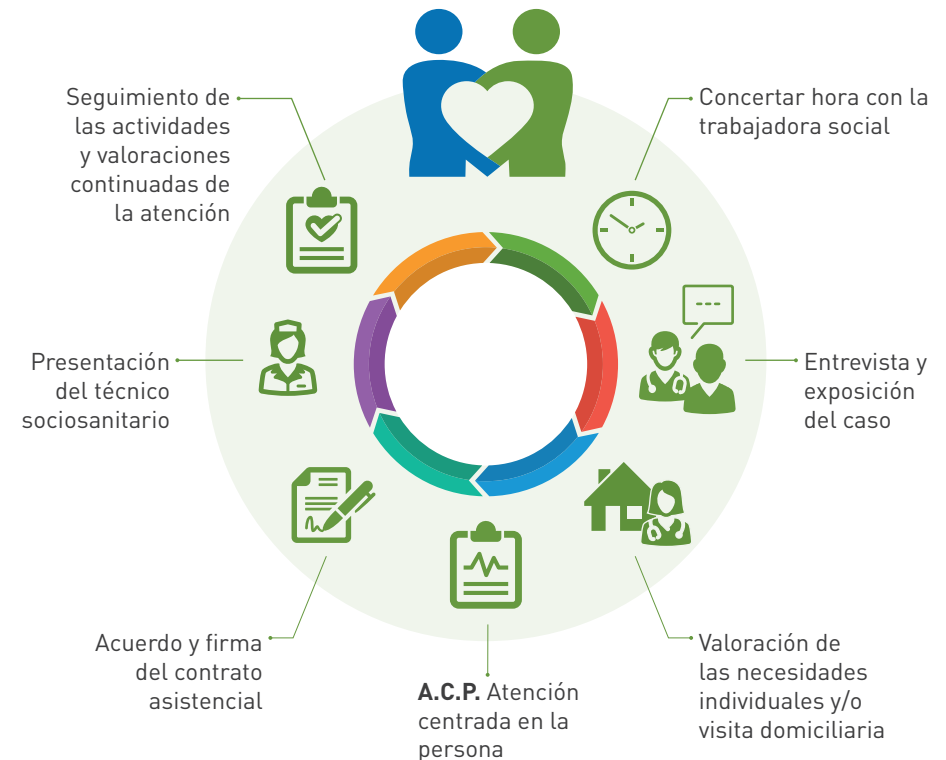 Concertar hora con la
trabajadora social
Entrevista y
exposición
del caso
Valoración de
las necesidades
individuales y/o
visita domiciliaria
A.C.P. Atención
centrada en la
persona
Acuerdo y firma
del contrato
asistencial
Presentación
del técnico
sociosanitario
Seguimiento de
las actividades
y valoraciones
continuadas de
la atención